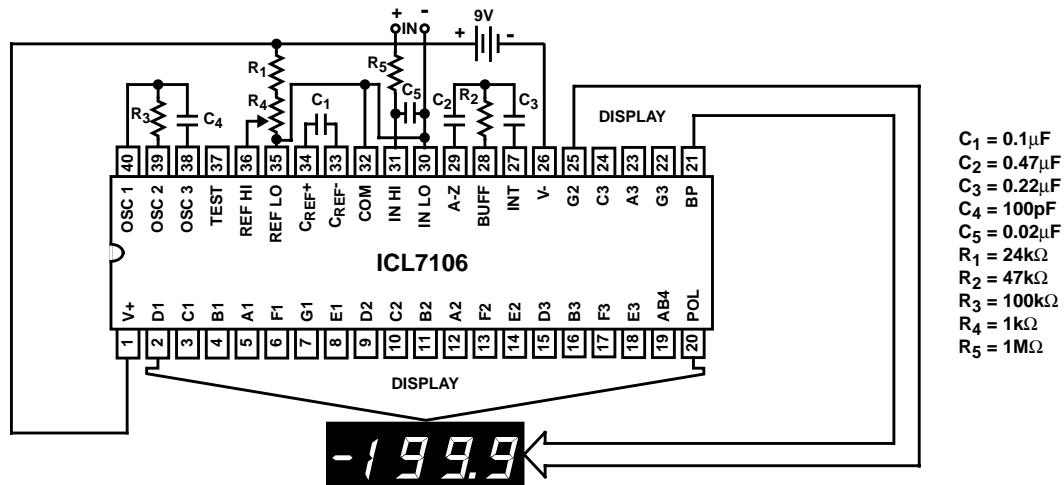 + IN -
9V
+ -
R1
R5
R4
C1
C5
C2
R2
C3
R3
C4
DISPLAY
40 39 38 37 36 35 34 33 32 31 30 29 28 27 26 25 24 23 22 21
OSC 1 OSC 2 OSC 3 TEST REF HI REF LO CREF+ CREF- COM IN HI IN LO A-Z BUFF INT V- G2 C3 A3 G3 BP
ICL7106
V+ D1 C1 B1 A1 F1 G1 E1 D2 C2 B2 A2 F2 E2 D3 B3 F3 E3 AB4 POL
1 2 3 4 5 6 7 8 9 10 11 12 13 14 15 16 17 18 19 20
DISPLAY
-199.9
C1 = 0.1μF
C2 = 0.47μF
C3 = 0.22μF
C4 = 100pF
C5 = 0.02μF
R1 = 24kΩ
R2 = 47kΩ
R3 = 100kΩ
R4 = 1kΩ
R5 = 1MΩ